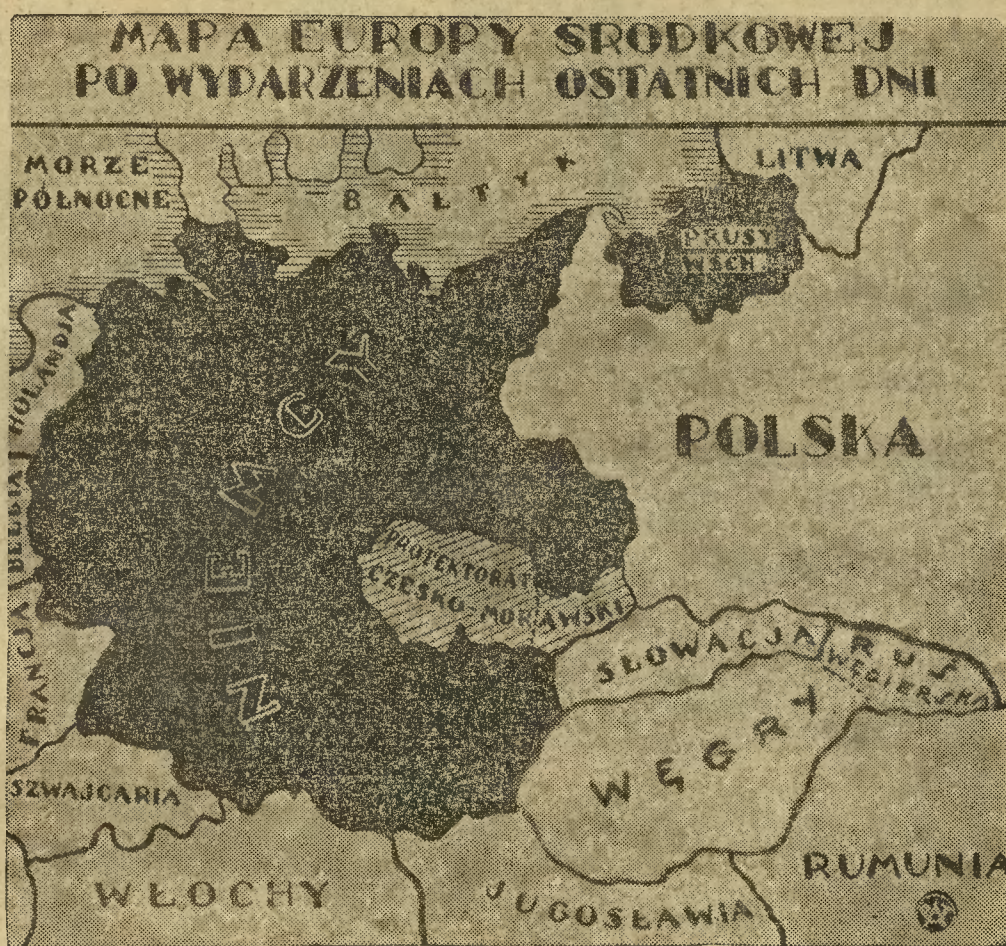 MAPA EUROPY ŚRODKOWEJ
PO WYDARZENIACH OSTATNICH DNI
MORZE
PÓŁNOCNE
BAŁTYK
LITWA
PRUSY
WSCH.
HOLANDJA
NIEMCY
POLSKA
BELGIA
PROTEKTORAT
CZESKO-MORAWSKI
FRANCJA
SŁOWACJA
RUŚ
WĘGIERSKA
WĘGRY
SZWAJCARIA
WŁOCHY
JUGOSŁAWIA
RUMUNIA